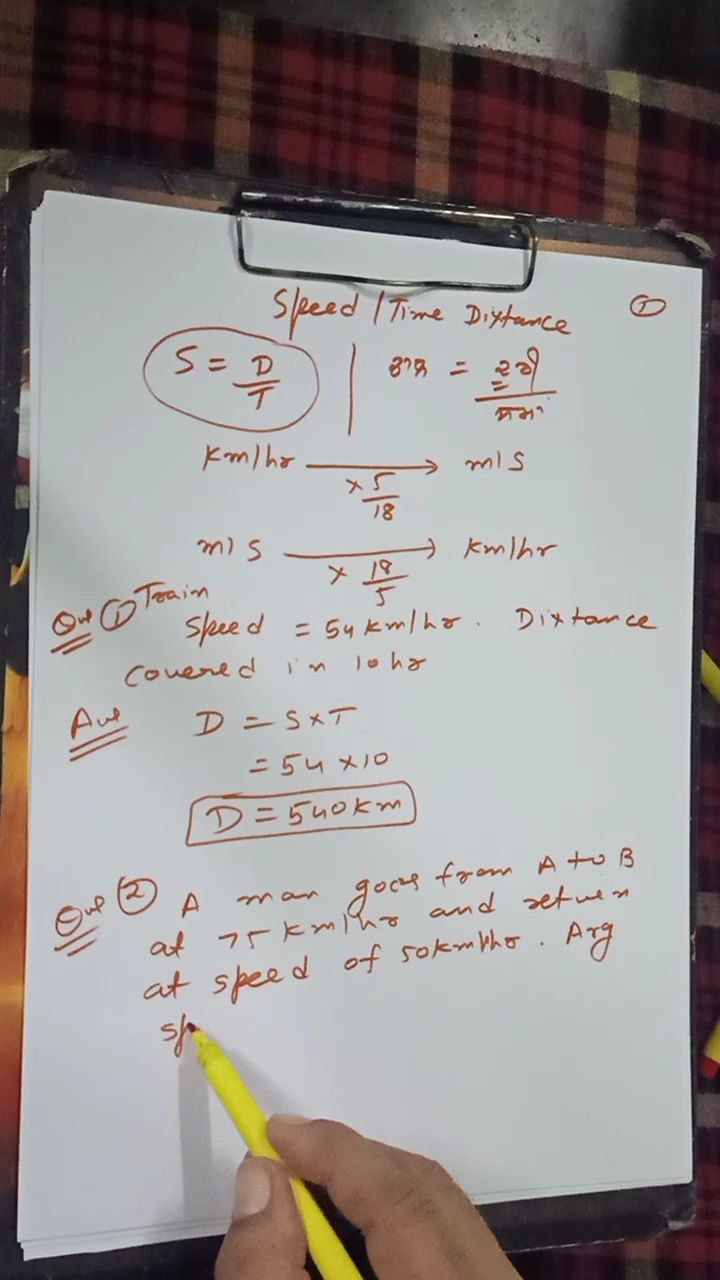 Speed / Time Dixtance ①
S = D/T | चाल = दूरी/समय
Km/hr → m/s
× 5/18
m/s → Km/hr
× 18/5
Que ① Train
Speed = 54 Km/hr. Dixtance
Covered in 10 hr
Ans D = S×T
= 54 ×10
D = 540 Km
Que ② A man goes from A to B
at 75 Km/hr and return
at speed of 50 Km/hr. Avg
sp